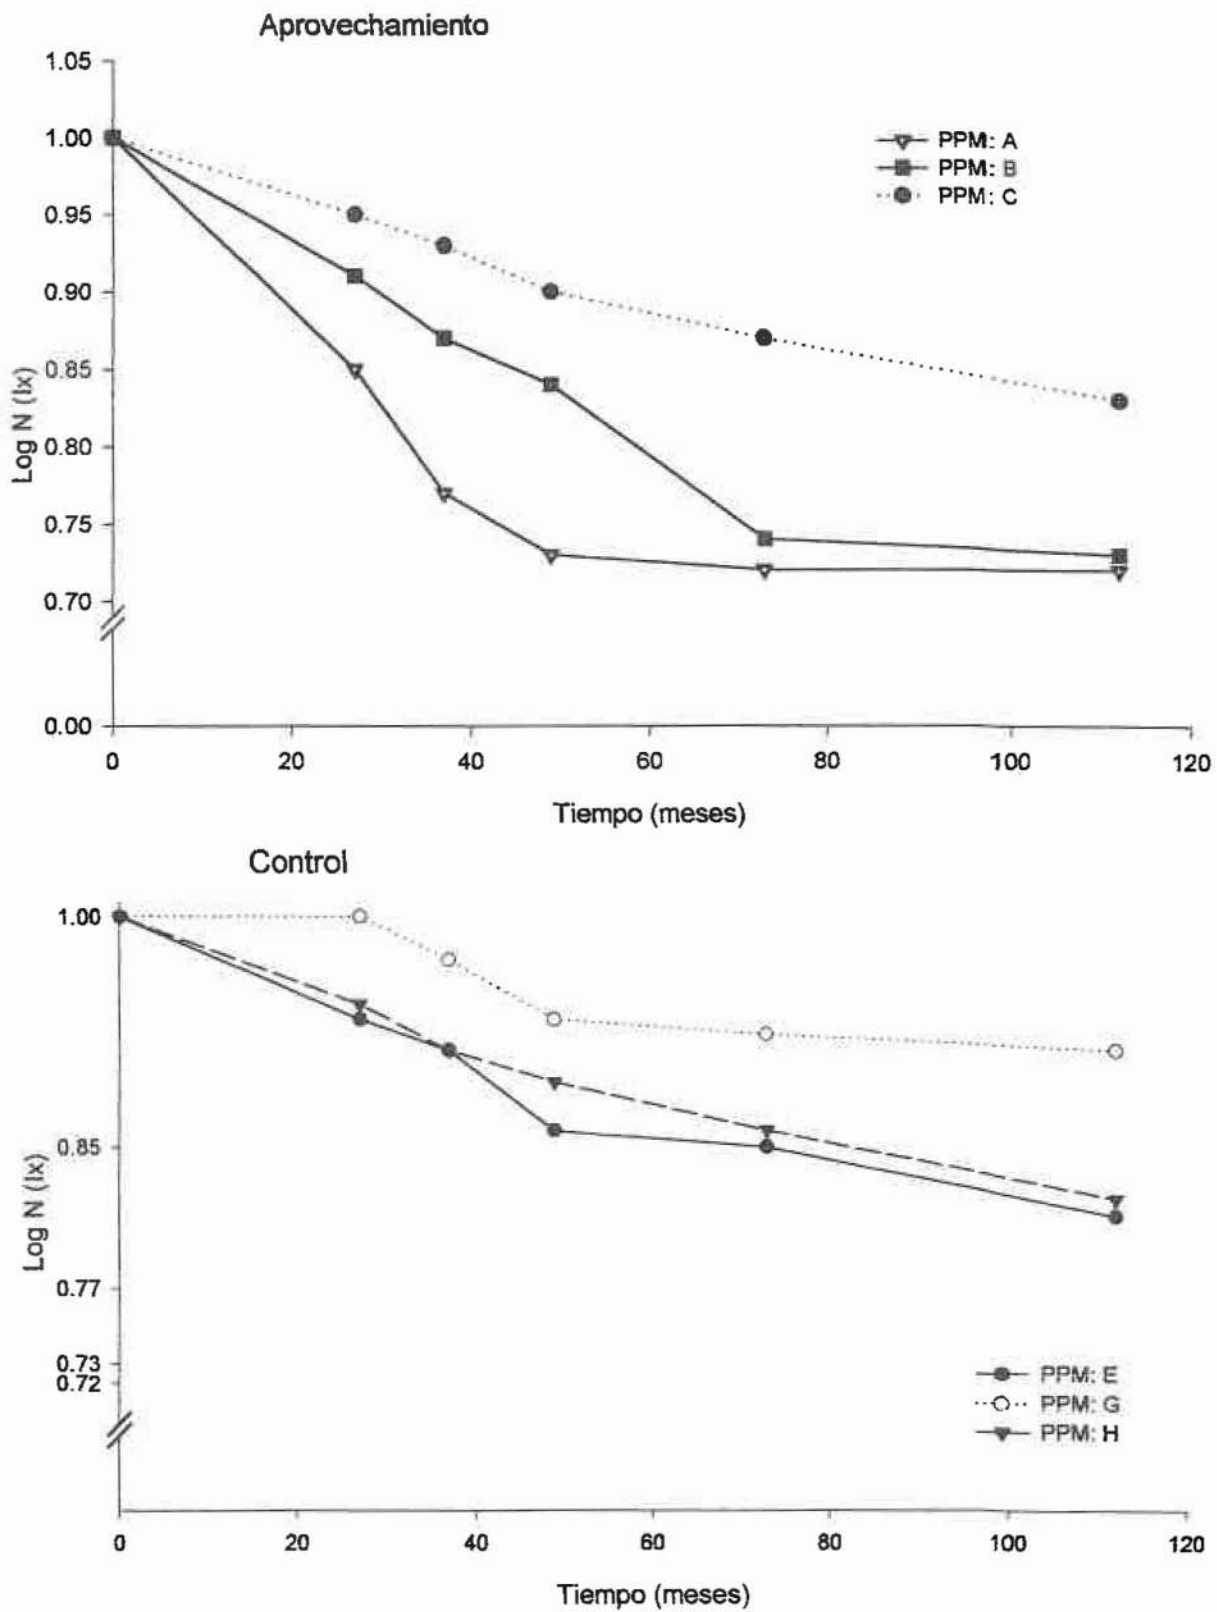 Aprovechamiento
1.05
1.00
0.95
0.90
0.85
0.80
0.75
0.70
0.00
Log N (lx)
PPM: A
PPM: B
PPM: C
0
20
40
60
80
100
120
Tiempo (meses)
Control
1.00
0.85
0.77
0.73
0.72
Log N (lx)
PPM: E
PPM: G
PPM: H
0
20
40
60
80
100
120
Tiempo (meses)